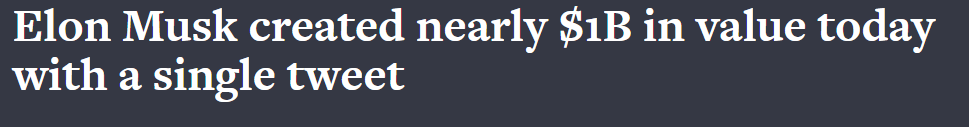 Elon Musk created nearly $1B in value today
with a single tweet